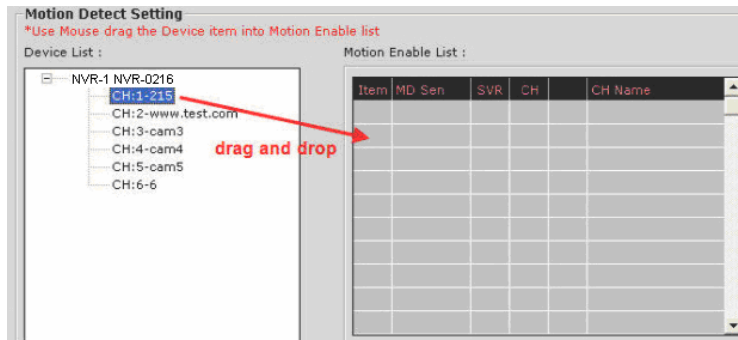 Motion Detect Setting
*Use Mouse drag the Device item into Motion Enable list
Device List :
Motion Enable List :
NVR-1 NVR-0216
CH:1-215
CH:2-www.test.com
CH:3-cam3
CH:4-cam4
CH:5-cam5
CH:6-6
drag and drop
Item MD Sen SVR CH CH Name